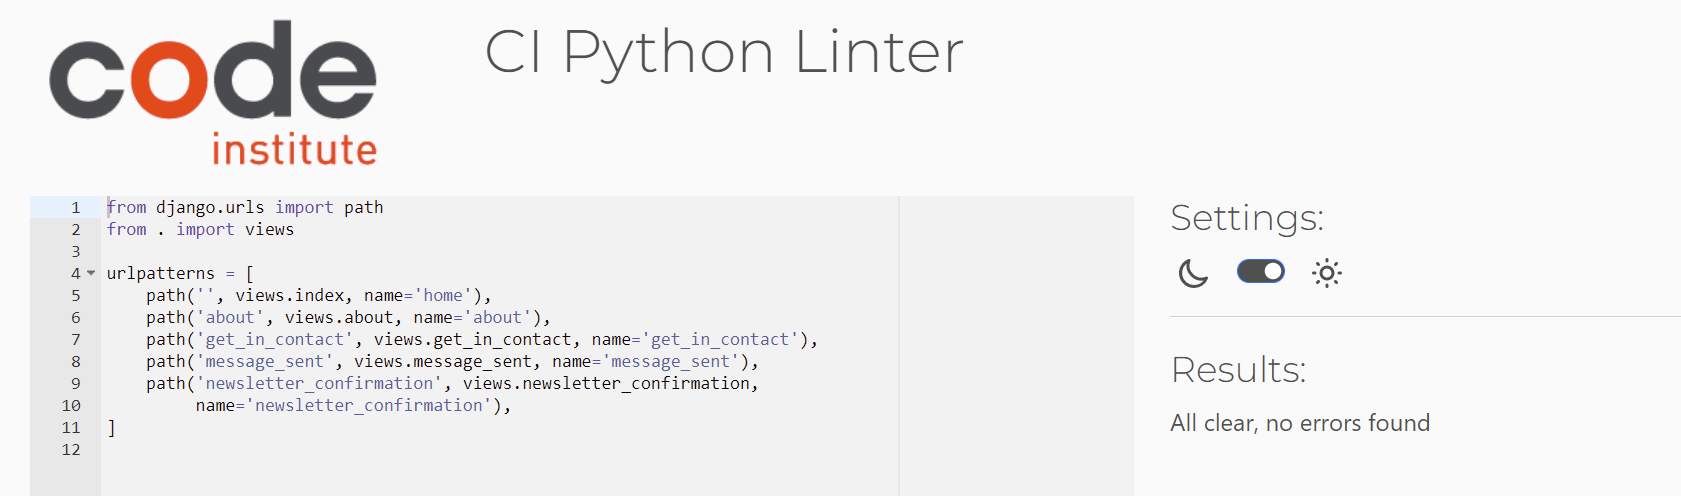 code
institute
CI Python Linter
1 from django.urls import path
2 from . import views
3
4 urlpatterns = [
5     path('', views.index, name='home'),
6     path('about', views.about, name='about'),
7     path('get_in_contact', views.get_in_contact, name='get_in_contact'),
8     path('message_sent', views.message_sent, name='message_sent'),
9     path('newsletter_confirmation', views.newsletter_confirmation,
10          name='newsletter_confirmation'),
11 ]
12
Settings:
Results:
All clear, no errors found